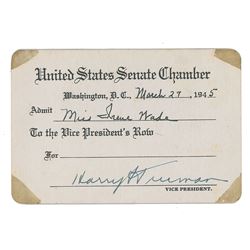 United States Senate Chamber
Washington, D.C., March 27, 1945
Admit Miss Irene Wade
To the Vice President's Row
For
Harry S Truman
VICE PRESIDENT.